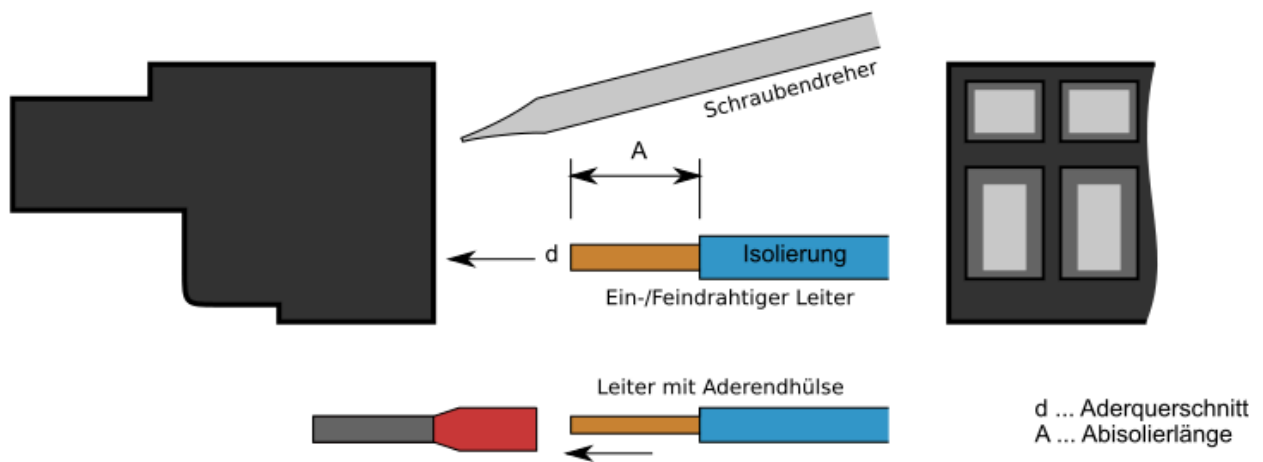 Schraubendreher
A
d
Isolierung
Ein-/Feindrahtiger Leiter
Leiter mit Aderendhülse
d ... Aderquerschnitt
A ... Abisolierlänge